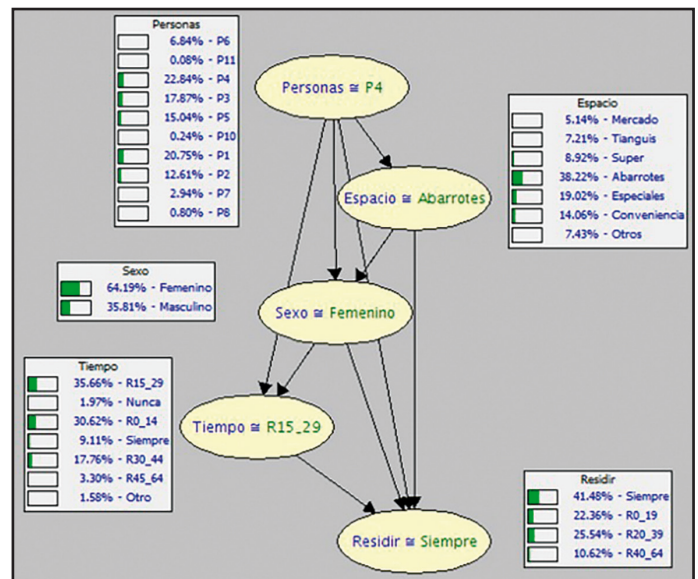 Personas
6.84% - P6
0.08% - P11
22.84% - P4
17.87% - P3
15.04% - P5
0.24% - P10
20.75% - P1
12.61% - P2
2.94% - P7
0.80% - P8
Personas ≅ P4
Espacio
5.14% - Mercado
7.21% - Tianguis
8.92% - Super
38.22% - Abarrotes
19.02% - Especiales
14.06% - Conveniencia
7.43% - Otros
Espacio ≅ Abarrotes
Sexo
64.19% - Femenino
35.81% - Masculino
Sexo ≅ Femenino
Tiempo
35.66% - R15_29
1.97% - Nunca
30.62% - R0_14
9.11% - Siempre
17.76% - R30_44
3.30% - R45_64
1.58% - Otro
Tiempo ≅ R15_29
Residir
41.48% - Siempre
22.36% - R0_19
25.54% - R20_39
10.62% - R40_64
Residir ≅ Siempre